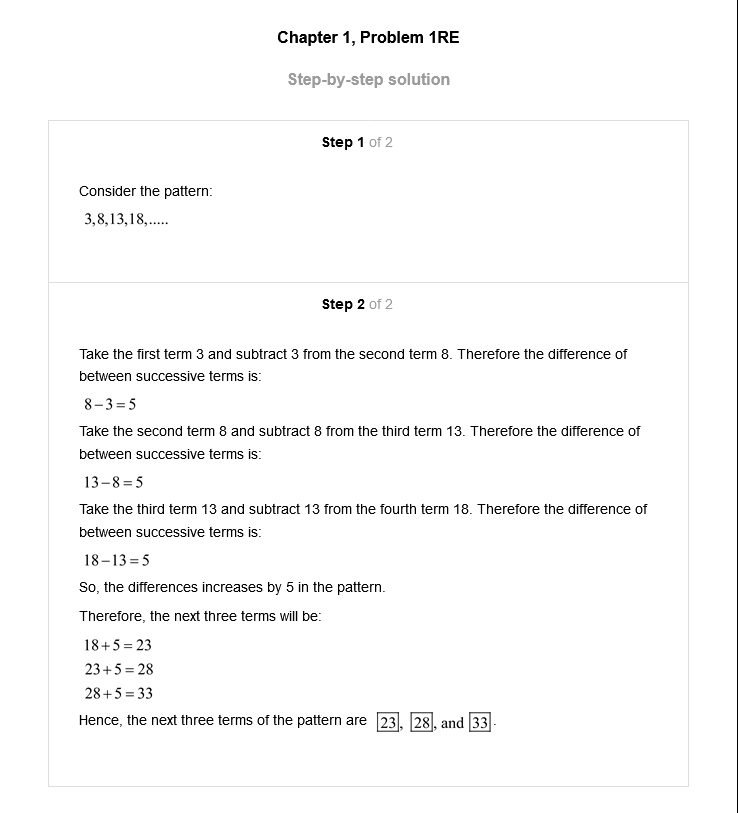 Chapter 1, Problem 1RE
Step-by-step solution
Step 1 of 2
Consider the pattern:
3,8,13,18,.....
Step 2 of 2
Take the first term 3 and subtract 3 from the second term 8. Therefore the difference of
between successive terms is:
8−3=5
Take the second term 8 and subtract 8 from the third term 13. Therefore the difference of
between successive terms is:
13−8=5
Take the third term 13 and subtract 13 from the fourth term 18. Therefore the difference of
between successive terms is:
18−13=5
So, the differences increases by 5 in the pattern.
Therefore, the next three terms will be:
18+5=23
23+5=28
28+5=33
Hence, the next three terms of the pattern are 23, 28, and 33.